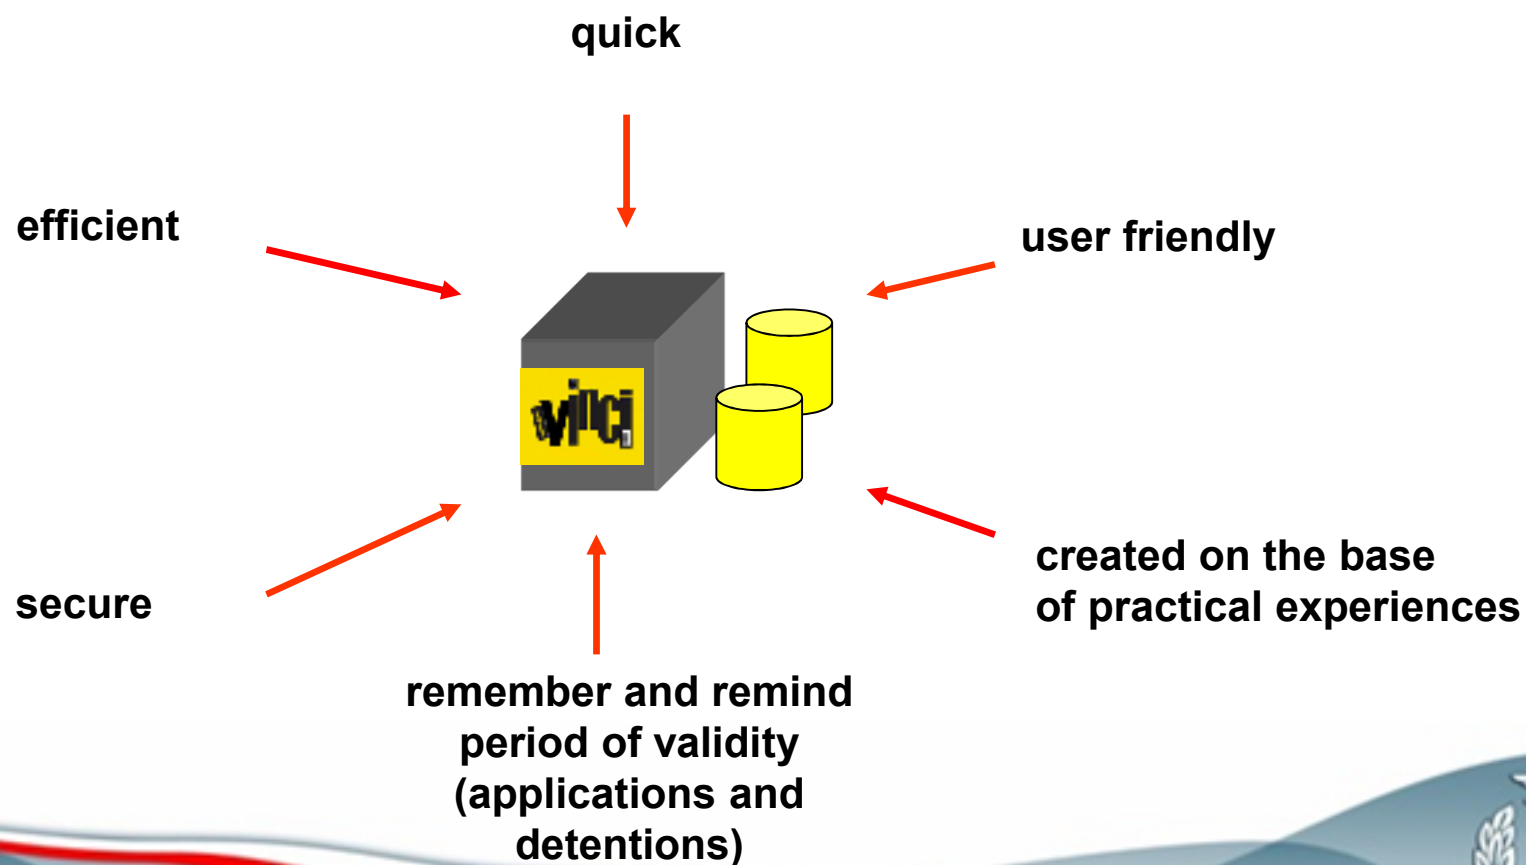 quick
efficient
user friendly
vinci
secure
created on the base
of practical experiences
remember and remind
period of validity
(applications and
detentions)